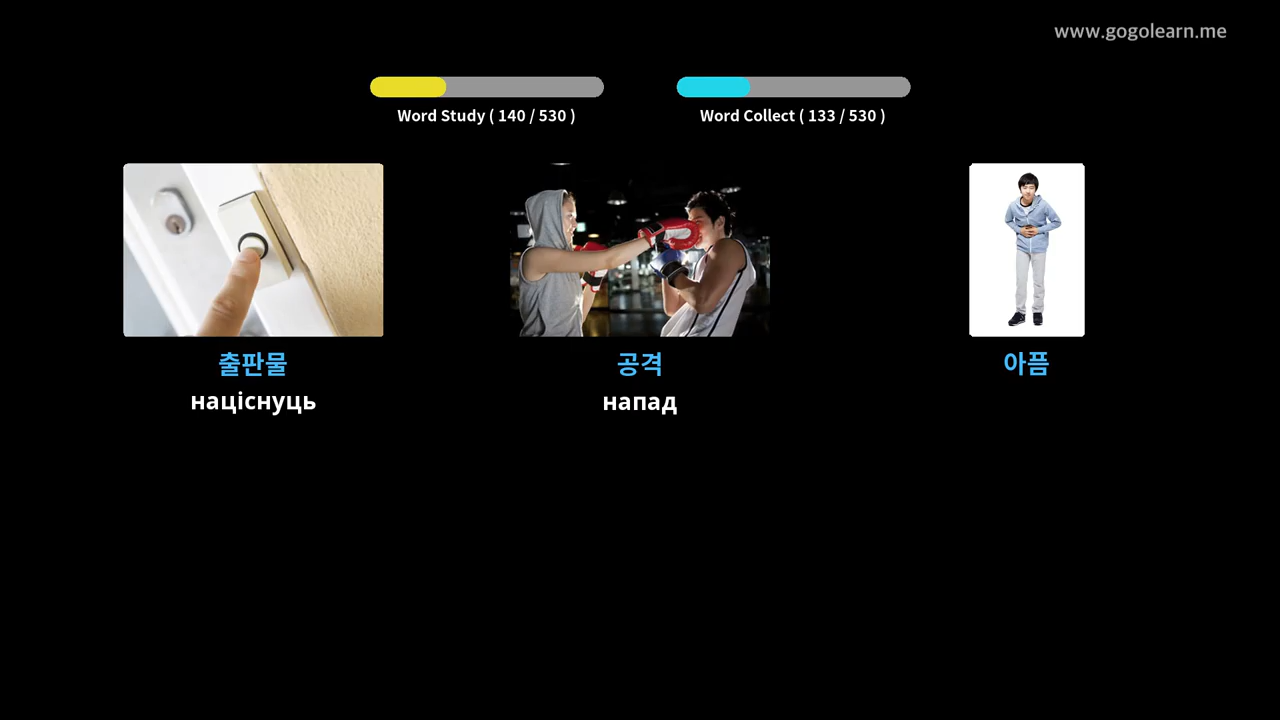 www.gogolearn.me
Word Study ( 140 / 530 )
Word Collect ( 133 / 530 )
출판물
націснуць
공격
напад
아픔